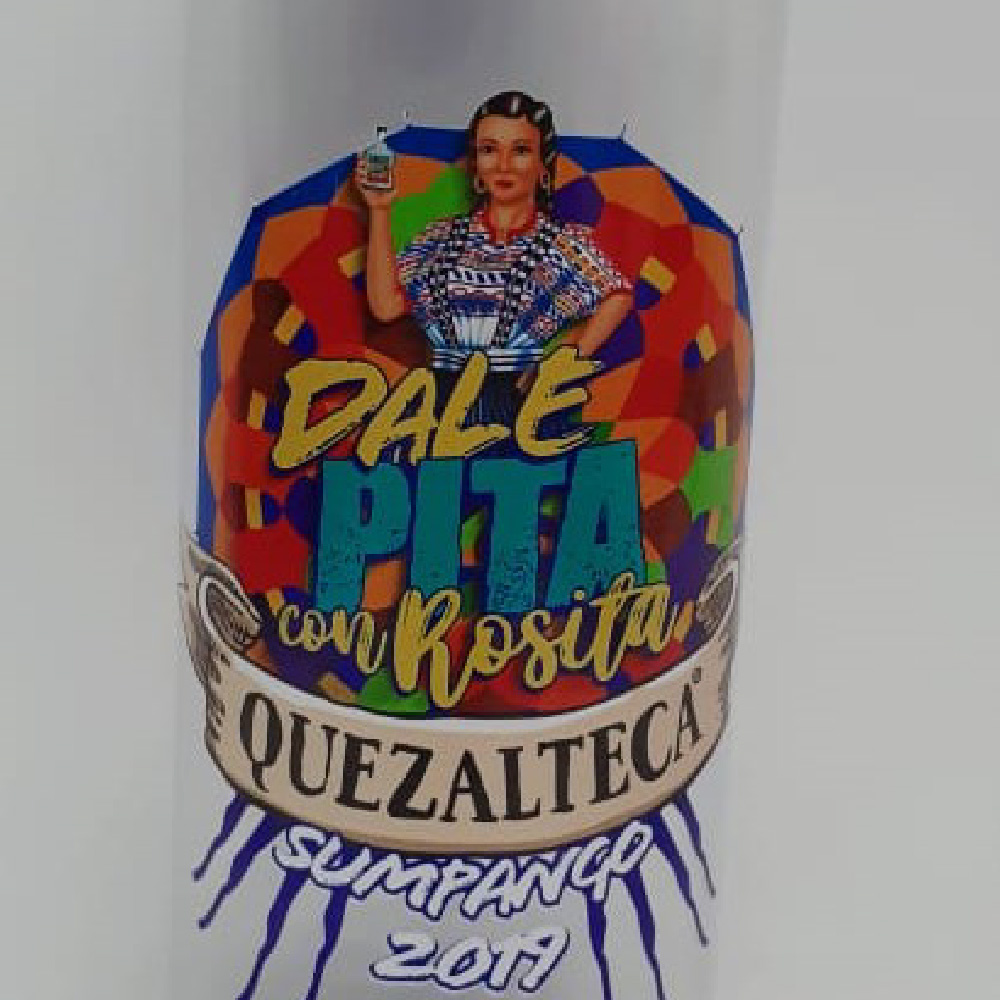 DALE
PITA
con Rosita
QUEZALTECA®
SUMPANGO
2019